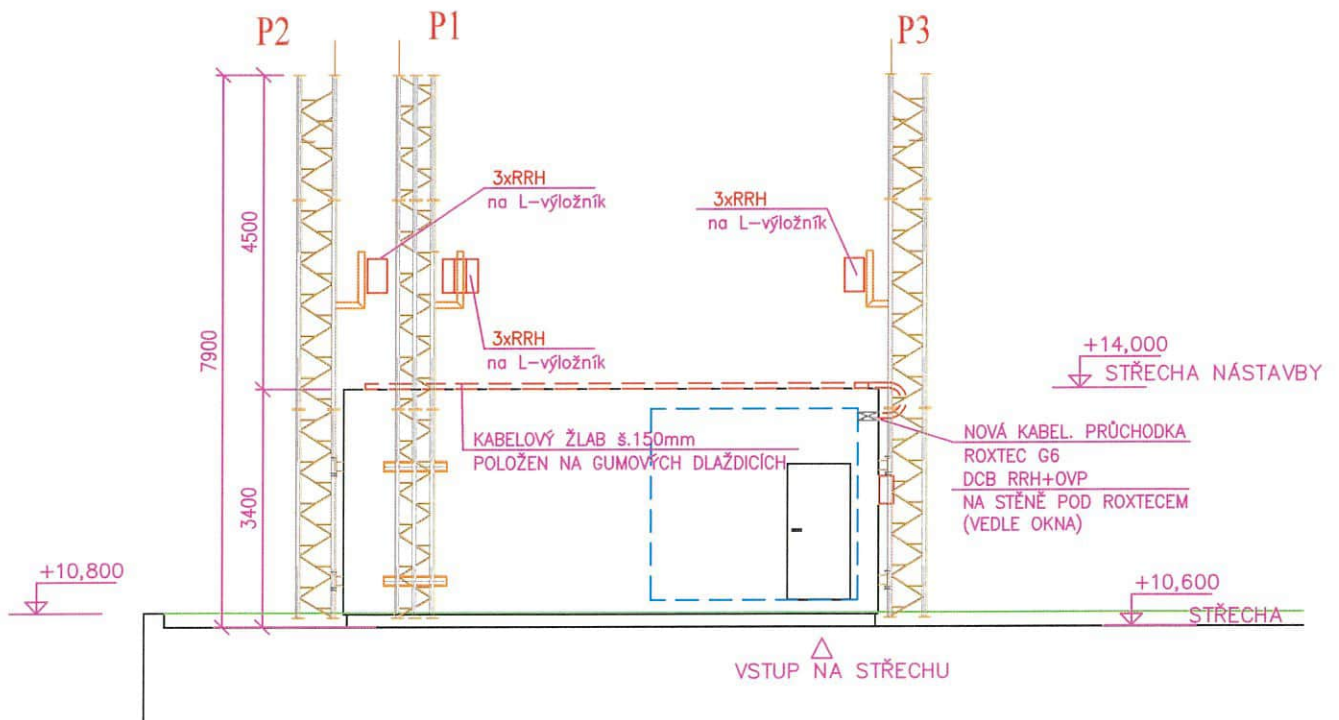 P2
P1
P3
3xRRH
na L-výložník
3xRRH
na L-výložník
4500
7900
3xRRH
na L-výložník
+14,000
STŘECHA NÁSTAVBY
KABELOVÝ ŽLAB š.150mm
POLOŽEN NA GUMOVÝCH DLAŽDICÍCH
NOVÁ KABEL. PRŮCHODKA
ROXTEC G6
DCB RRH+OVP
NA STĚNĚ POD ROXTECEM
(VEDLE OKNA)
3400
+10,800
+10,600
STŘECHA
VSTUP NA STŘECHU